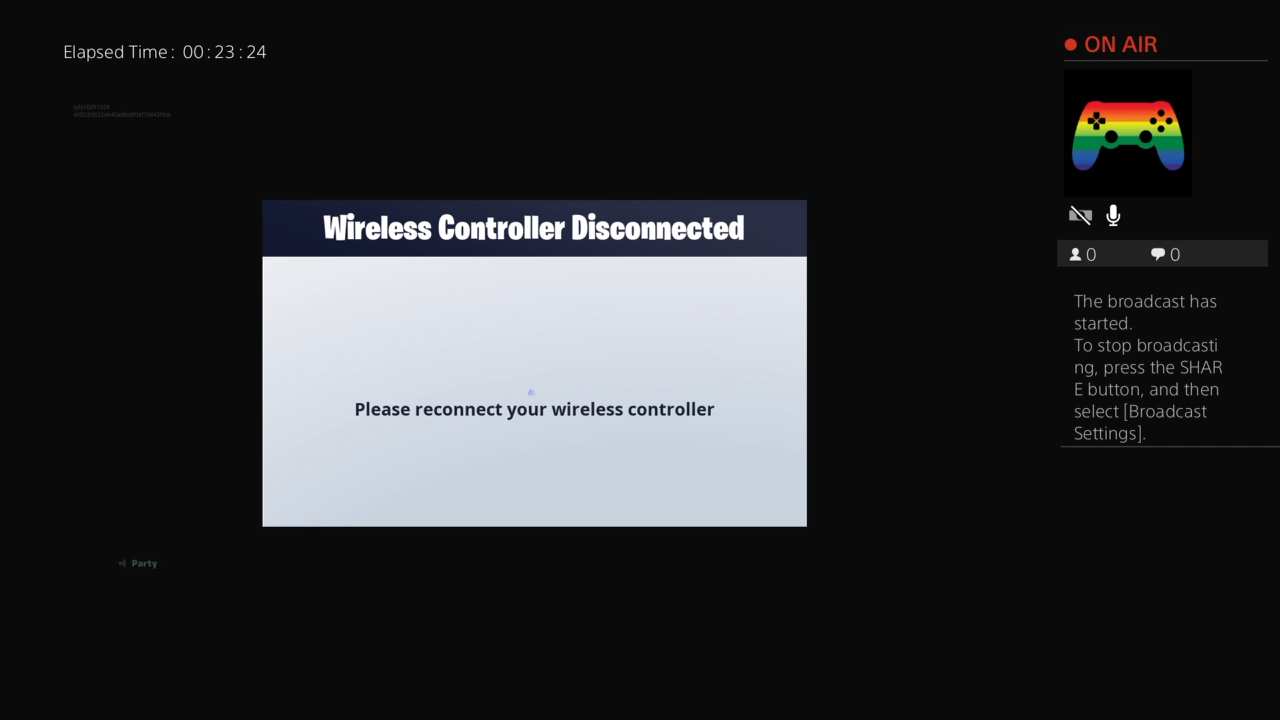 Elapsed Time: 00:23:24
ON AIR
Wireless Controller Disconnected
0 0
The broadcast has
started.
To stop broadcasti
ng, press the SHAR
E button, and then
select [Broadcast
Settings].
Please reconnect your wireless controller
Party